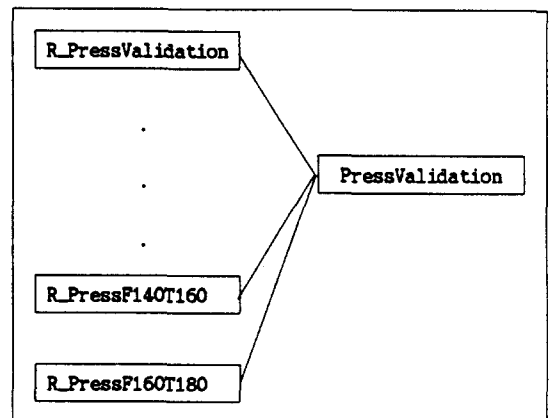 R_PressValidation
.
.
PressValidation
.
R_PressF140T160
R_PressF160T180